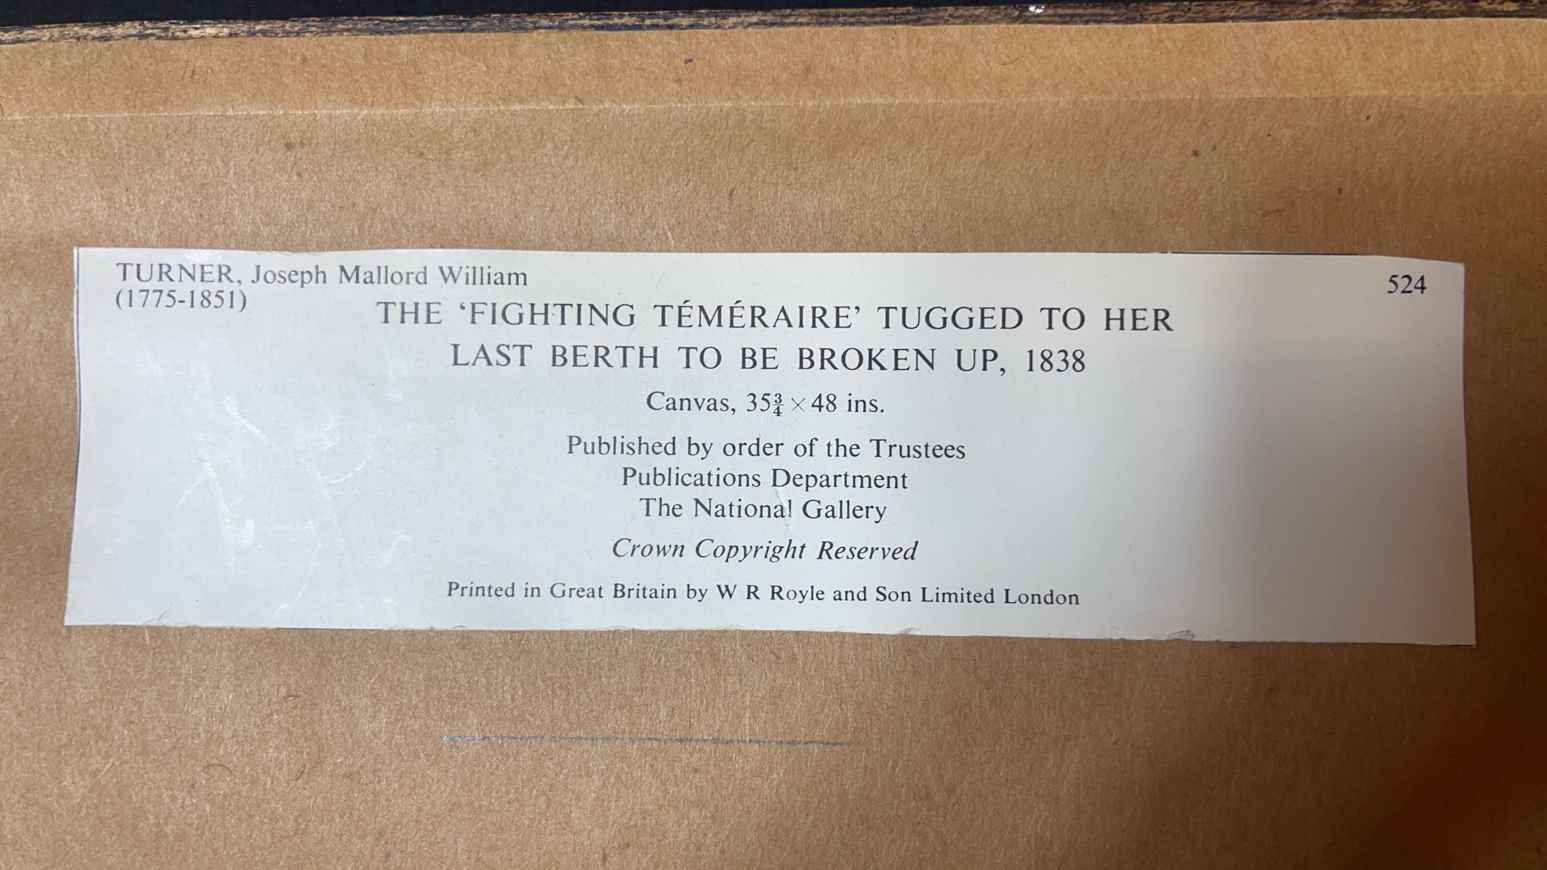 TURNER, Joseph Mallord William
(1775-1851)
524
THE ‘FIGHTING TÉMÉRAIRE’ TUGGED TO HER
LAST BERTH TO BE BROKEN UP, 1838
Canvas, 35¾ × 48 ins.
Published by order of the Trustees
Publications Department
The National Gallery
Crown Copyright Reserved
Printed in Great Britain by W R Royle and Son Limited London